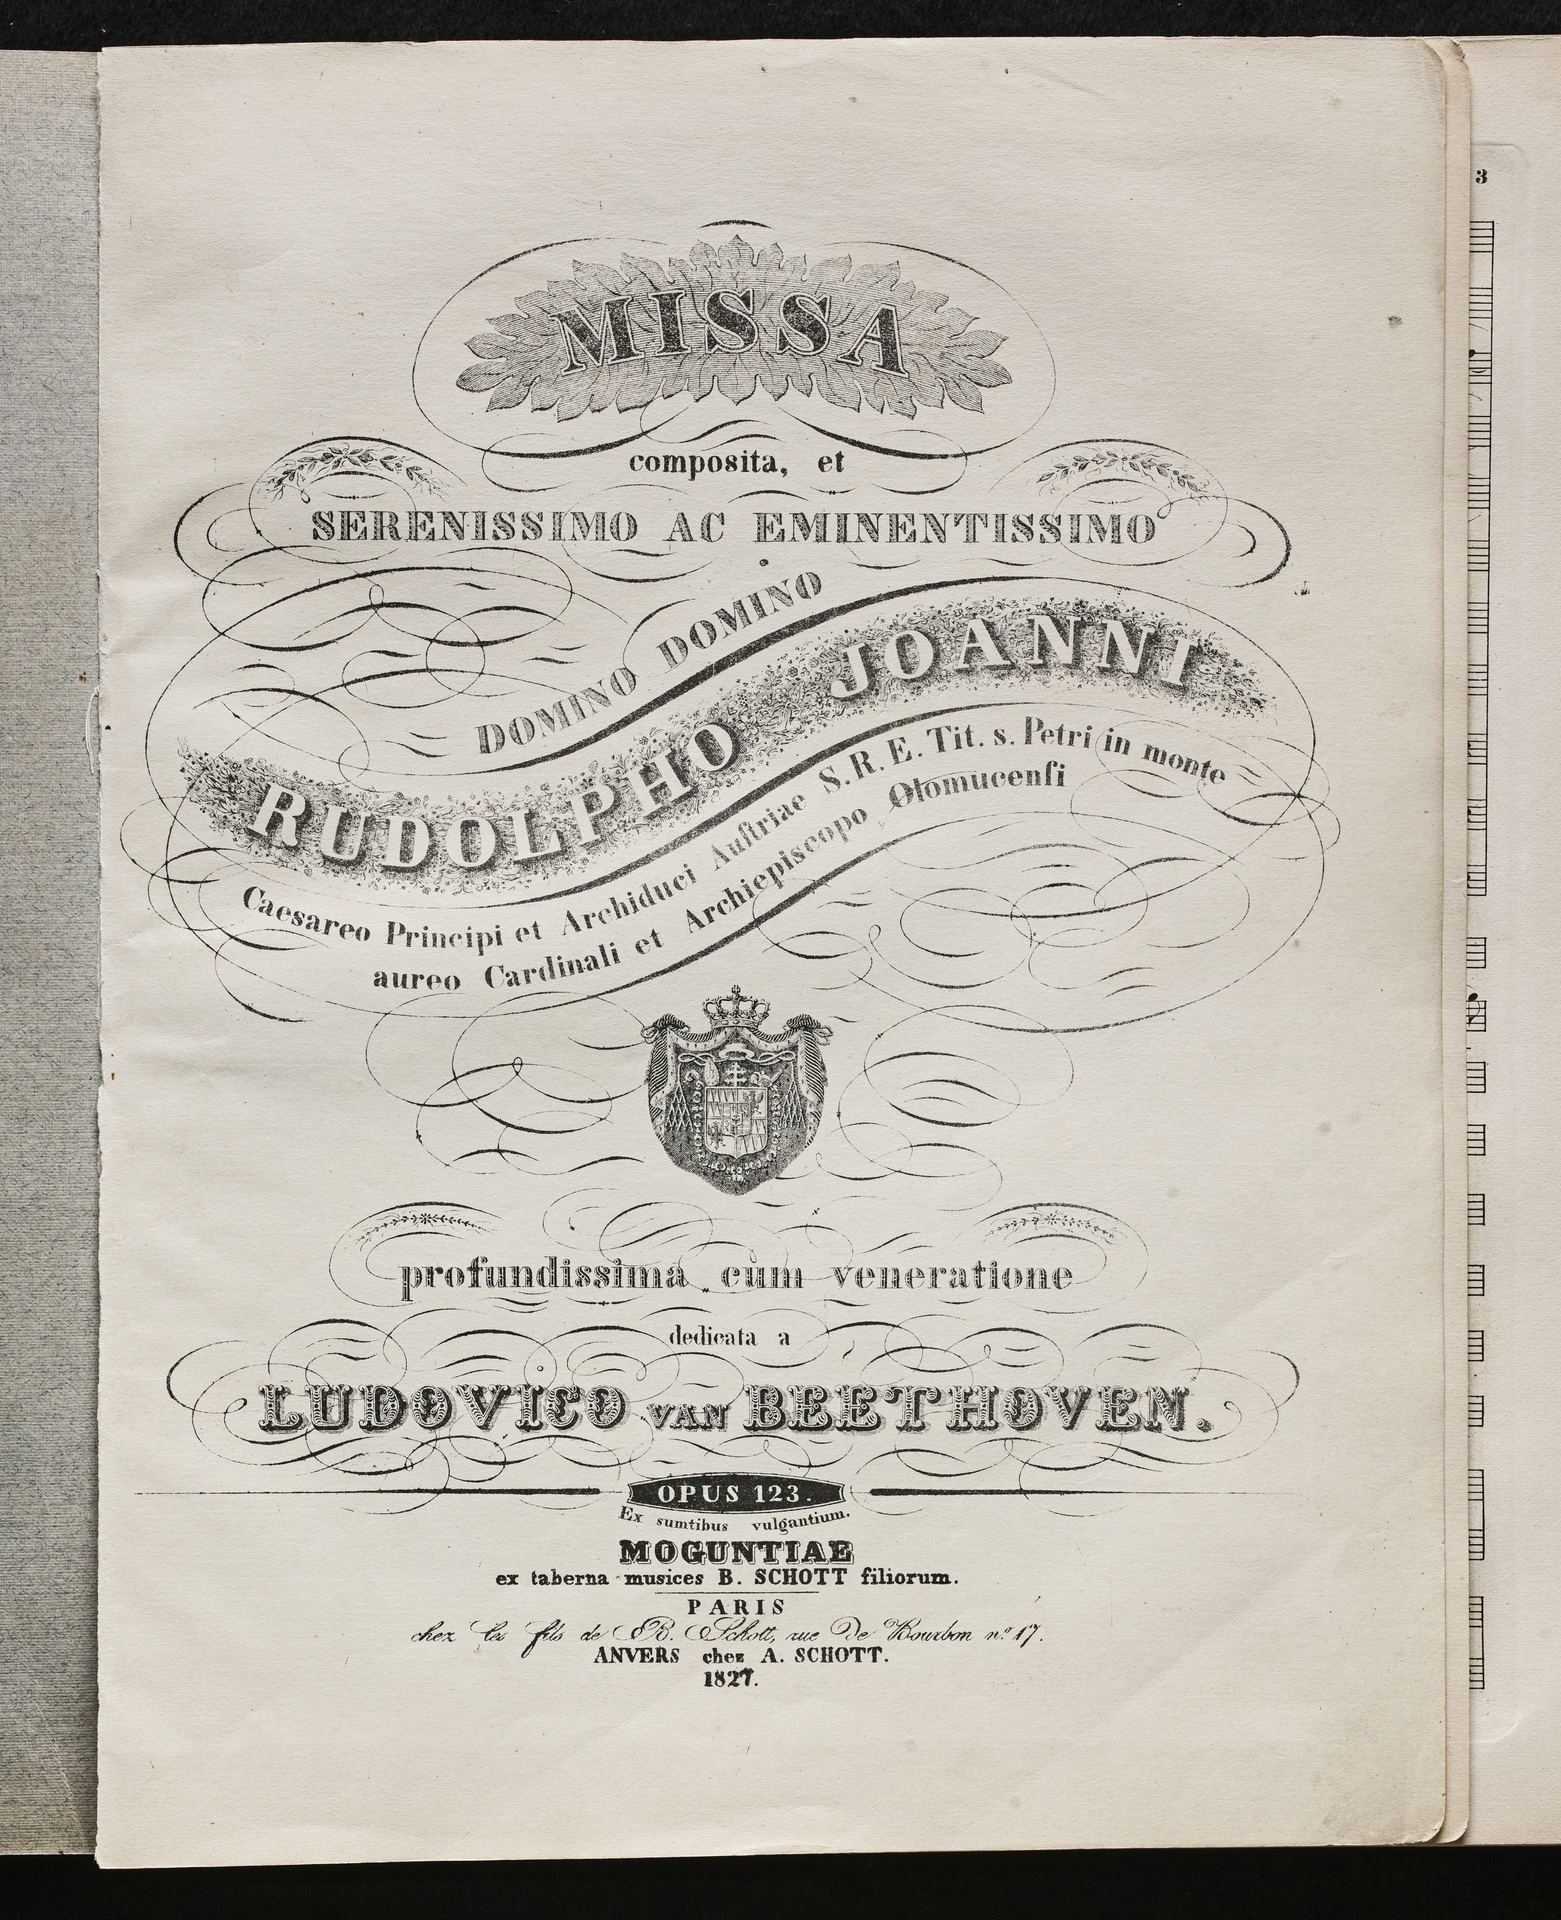 MISSA
composita, et
SERENISSIMO AC EMINENTISSIMO
DOMINO DOMINO
RUDOLPHO JOANNI
Caesareo Principi et Archiduci Auſtriae S. R. E. Tit. s. Petri in monte
aureo Cardinali et Archiepiscopo Olomucenſi
profundissima cum veneratione
dedicata a
LUDOVICO VAN BEETHOVEN.
OPUS 123.
Ex sumtibus vulgantium.
MOGUNTIAE
ex taberna musices B. SCHOTT filiorum.
PARIS
chez les fils de B. Schott, rue De Bourbon nº 17.
ANVERS chez A. SCHOTT.
1827.
3